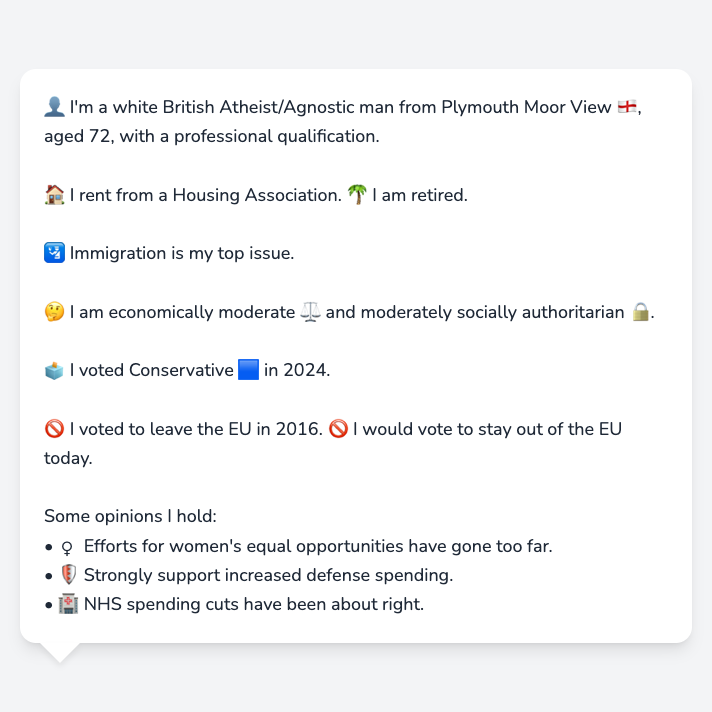 👤 I'm a white British Atheist/Agnostic man from Plymouth Moor View 🏴󠁧󠁢󠁥󠁮󠁧󠁿,
aged 72, with a professional qualification.
🏠 I rent from a Housing Association. 🌴 I am retired.
🛂 Immigration is my top issue.
🤔 I am economically moderate ⚖️ and moderately socially authoritarian 🔒.
🗳️ I voted Conservative 🟦 in 2024.
🚫 I voted to leave the EU in 2016. 🚫 I would vote to stay out of the EU
today.
Some opinions I hold:
• ♀ Efforts for women's equal opportunities have gone too far.
• 🛡️ Strongly support increased defense spending.
• 🏥 NHS spending cuts have been about right.